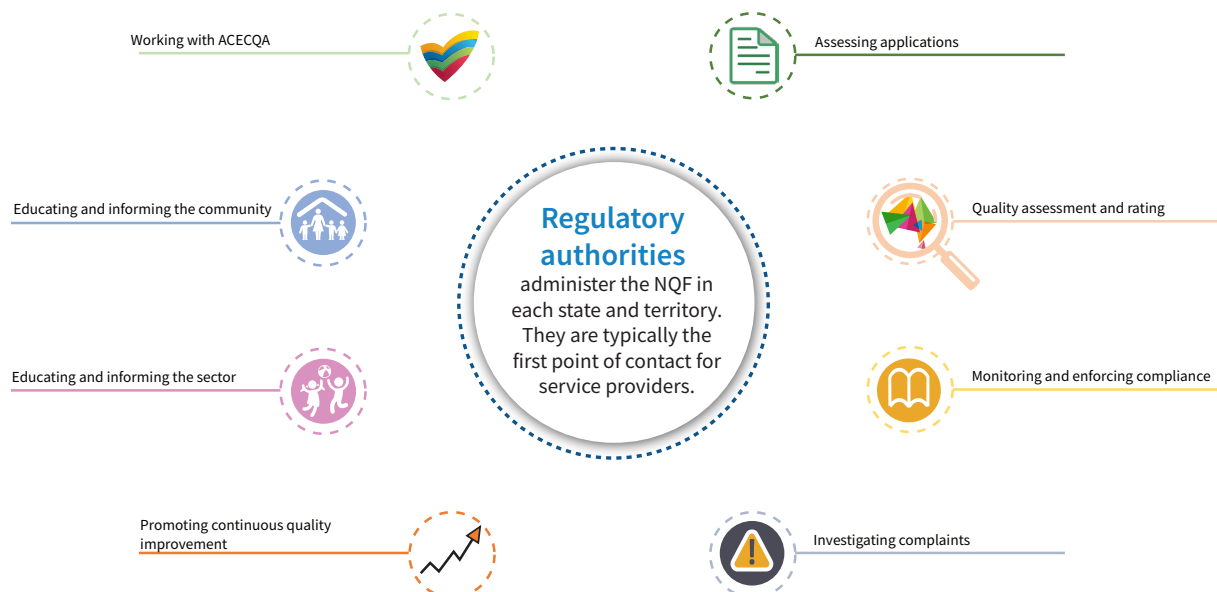 Working with ACECQA
Assessing applications
Educating and informing the community
Quality assessment and rating
Regulatory
authorities
administer the NQF in
each state and territory.
They are typically the
first point of contact for
service providers.
Educating and informing the sector
Monitoring and enforcing compliance
Promoting continuous quality
improvement
Investigating complaints